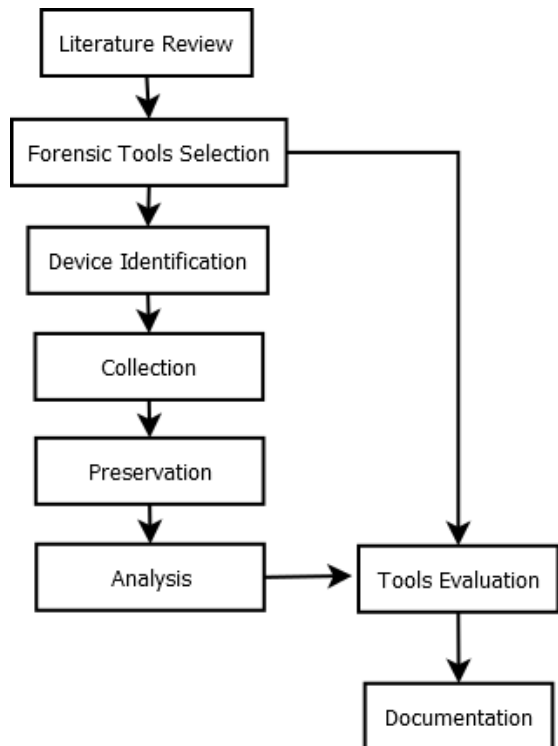 Literature Review
Forensic Tools Selection
Device Identification
Collection
Preservation
Analysis
Tools Evaluation
Documentation